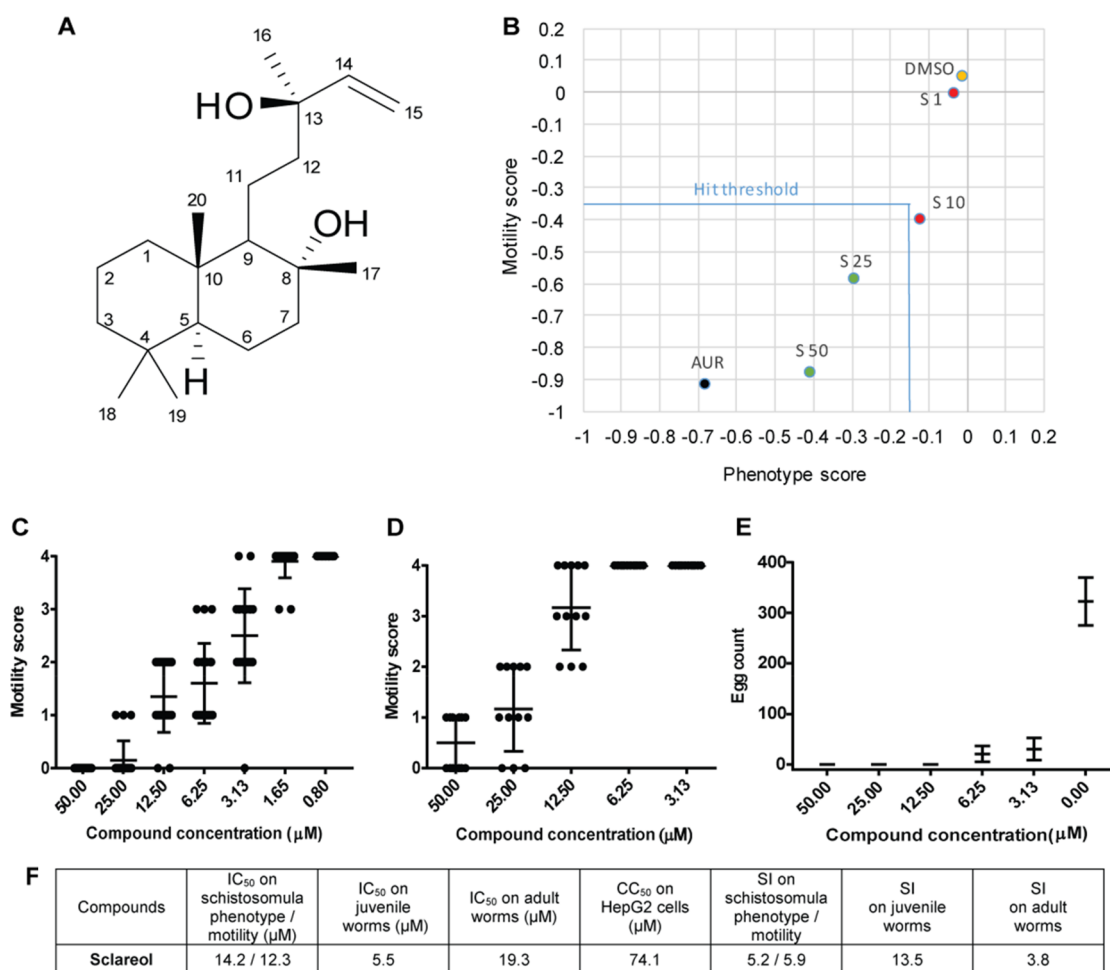 A
16
14
HO
13
15
12
11
20
OH
1
9
2
10
8
17
3
5
7
4
6
H
18
19
B
0.2
0.1
0
-0.1
-0.2
-0.3
-0.4
-0.5
-0.6
-0.7
-0.8
-0.9
-1
Motility score
DMSO
S 1
Hit threshold
S 10
S 25
S 50
AUR
-1 -0.9 -0.8 -0.7 -0.6 -0.5 -0.4 -0.3 -0.2 -0.1 0 0.1 0.2
Phenotype score
C
4
3
2
1
0
Motility score
50.00 25.00 12.50 6.25 3.13 1.65 0.80
Compound concentration (μM)
D
4
3
2
1
0
Motility score
50.00 25.00 12.50 6.25 3.13
Compound concentration (μM)
E
400
300
200
100
0
Egg count
50.00 25.00 12.50 6.25 3.13 0.00
Compound concentration(μM)
F
Compounds
IC50 on
schistosomula
phenotype /
motility (μM)
IC50 on
juvenile
worms (μM)
IC50 on adult
worms (μM)
CC50 on
HepG2 cells
(μM)
SI on
schistosomula
phenotype /
motility
SI
on juvenile
worms
SI
on adult
worms
Sclareol 14.2 / 12.3 5.5 19.3 74.1 5.2 / 5.9 13.5 3.8